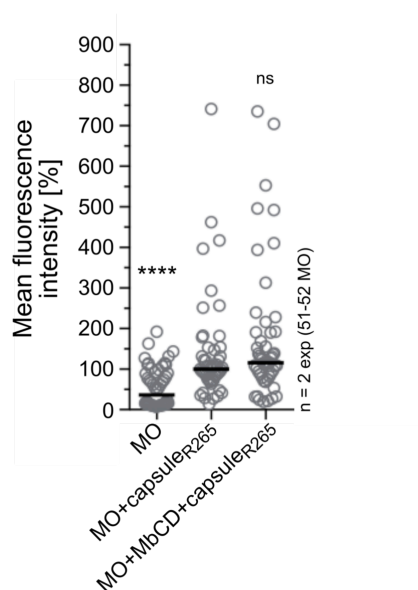 Mean fluorescence
intensity [%]
900
800
700
600
500
400
300
200
100
0
****
ns
MO
MO+capsuleR265
MO+MbCD+capsuleR265
n = 2 exp (51-52 MO)